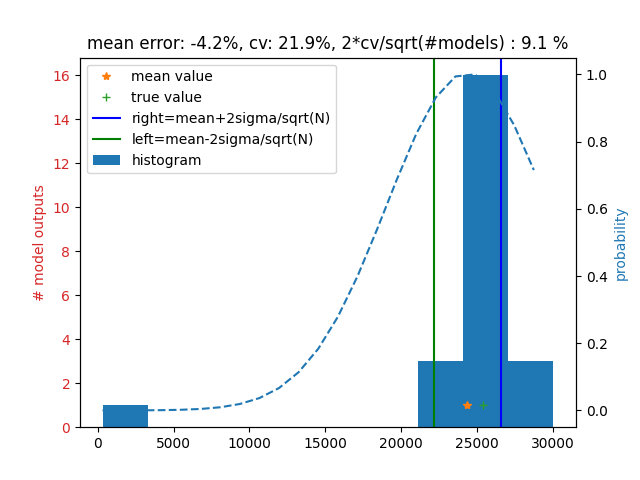 mean error: -4.2%, cv: 21.9%, 2*cv/sqrt(#models) : 9.1 %
mean value
true value
right=mean+2sigma/sqrt(N)
left=mean-2sigma/sqrt(N)
histogram
# model outputs
16
14
12
10
8
6
4
2
0
1.0
0.8
0.6
0.4
0.2
0.0
probability
0 5000 10000 15000 20000 25000 30000